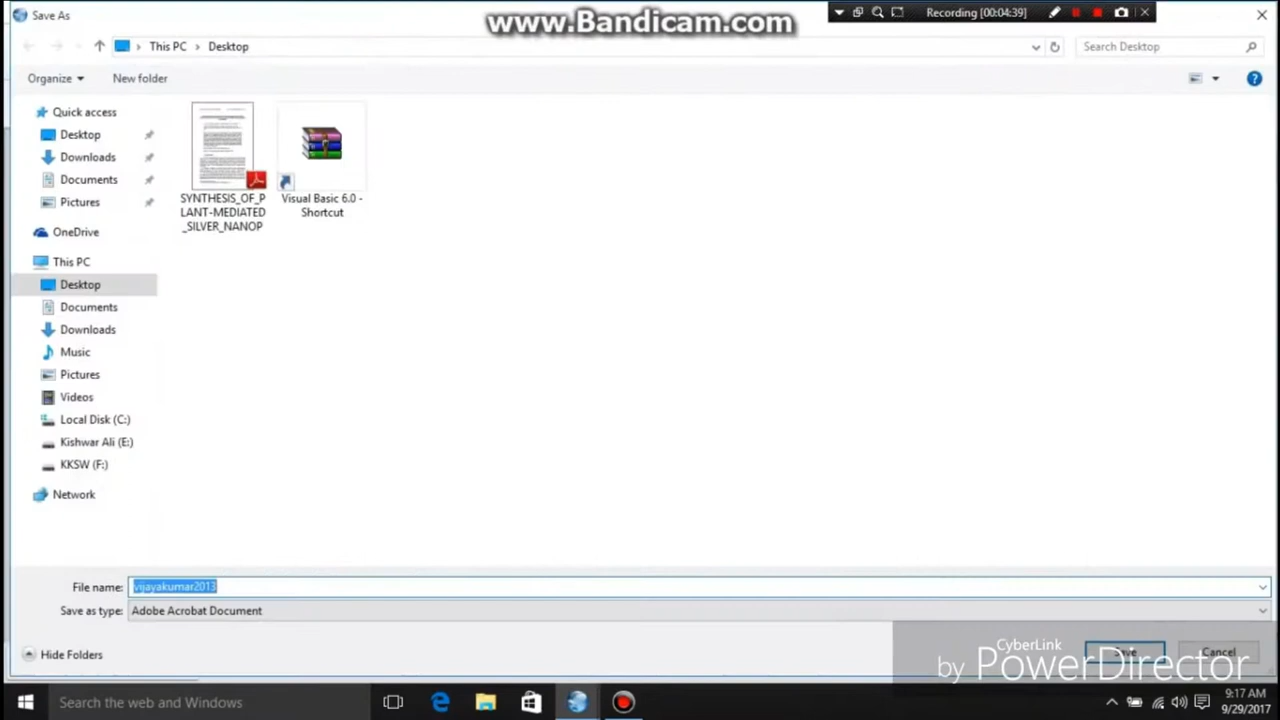 Save As
www.Bandicam.com
Recording [00:04:39]
This PC
Desktop
Search Desktop
Organize
New folder
Quick access
Desktop
Downloads
Documents
Pictures
OneDrive
This PC
Desktop
Documents
Downloads
Music
Pictures
Videos
Local Disk (C:)
Kishwar Ali (E:)
KKSW (F:)
Network
SYNTHESIS_OF_P
LANT-MEDIATED
_SILVER_NANOP
Visual Basic 6.0 -
Shortcut
File name: vijayakumar2013
Save as type: Adobe Acrobat Document
Hide Folders
Save
Cancel
CyberLink
by PowerDirector
Search the web and Windows
9:17 AM
9/29/2017